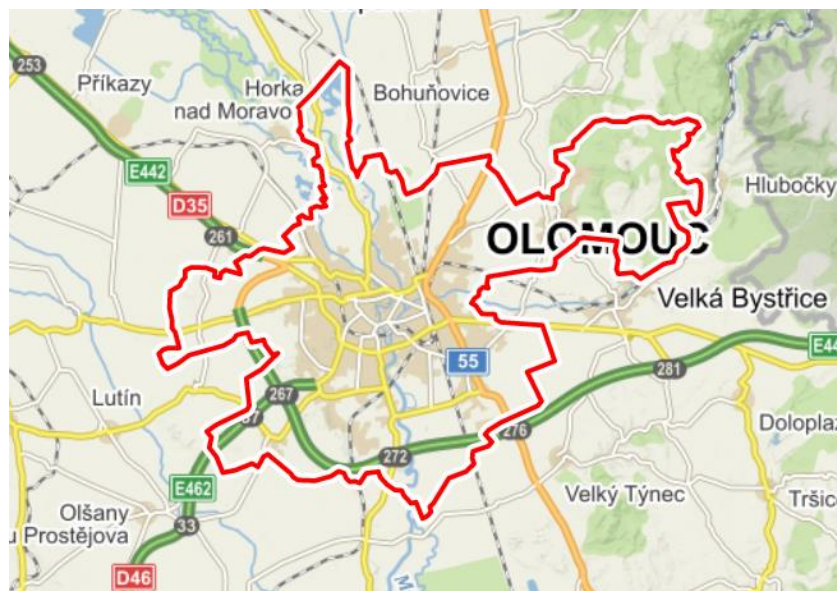 253
Příkazy
Horka
nad Moravo
Bohuňovice
E442
D35
261
Hlubočky
OLOMOUC
Velká Bystřice
E44
55
281
Lutín
267
272
276
Doloplaz
E462
Velký Týnec
Tršic
Olšany
u Prostějova
33
D46
M